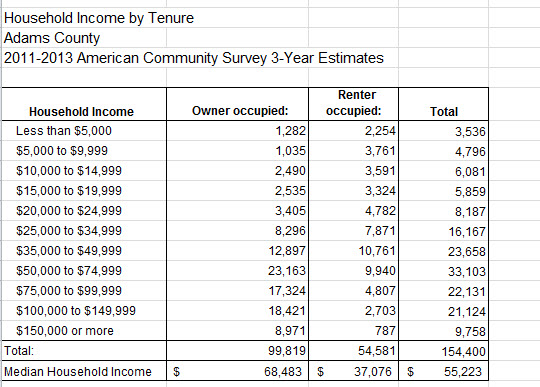 Household Income by Tenure
Adams County
2011-2013 American Community Survey 3-Year Estimates
Household Income Owner occupied: Renter occupied: Total
Less than $5,000 1,282 2,254 3,536
$5,000 to $9,999 1,035 3,761 4,796
$10,000 to $14,999 2,490 3,591 6,081
$15,000 to $19,999 2,535 3,324 5,859
$20,000 to $24,999 3,405 4,782 8,187
$25,000 to $34,999 8,296 7,871 16,167
$35,000 to $49,999 12,897 10,761 23,658
$50,000 to $74,999 23,163 9,940 33,103
$75,000 to $99,999 17,324 4,807 22,131
$100,000 to $149,999 18,421 2,703 21,124
$150,000 or more 8,971 787 9,758
Total: 99,819 54,581 154,400
Median Household Income $ 68,483 $ 37,076 $ 55,223